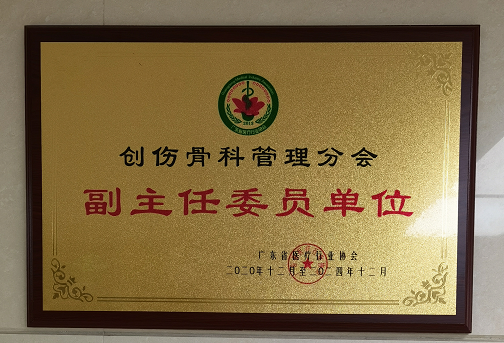 2013
创伤骨科管理分会
副主任委员单位
广东省医疗行业协会
二〇二〇年十二月至二〇二四年十二月